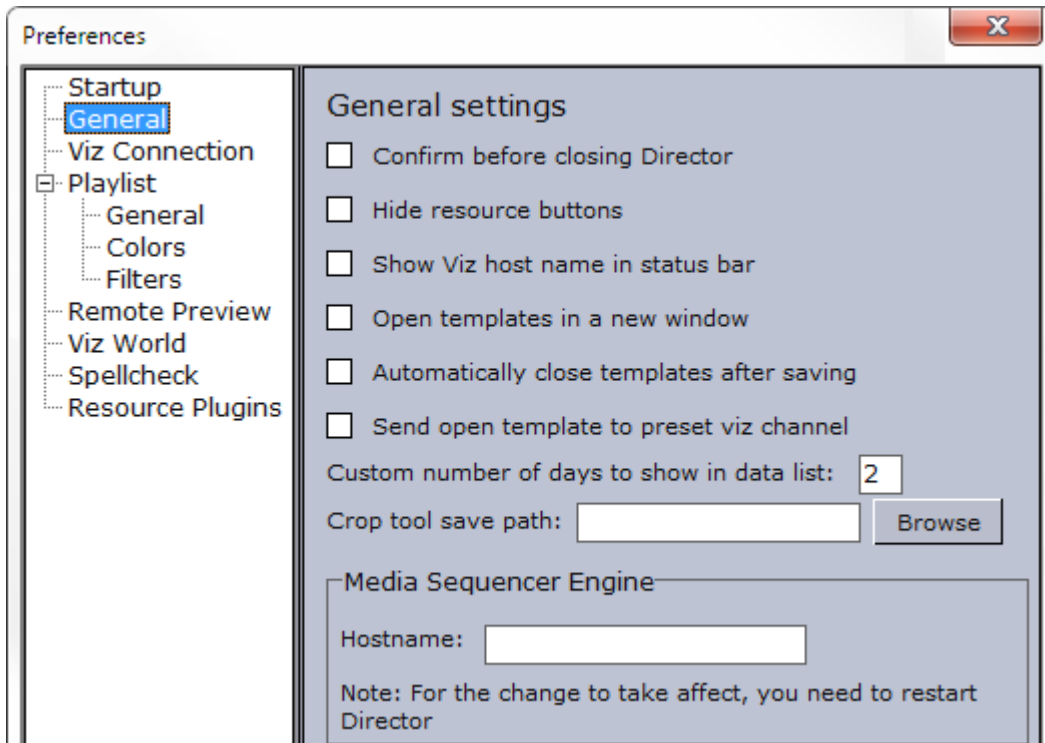 Preferences
Startup
General
Viz Connection
Playlist
General
Colors
Filters
Remote Preview
Viz World
Spellcheck
Resource Plugins
General settings
Confirm before closing Director
Hide resource buttons
Show Viz host name in status bar
Open templates in a new window
Automatically close templates after saving
Send open template to preset viz channel
Custom number of days to show in data list: 2
Crop tool save path: Browse
Media Sequencer Engine
Hostname:
Note: For the change to take affect, you need to restart
Director